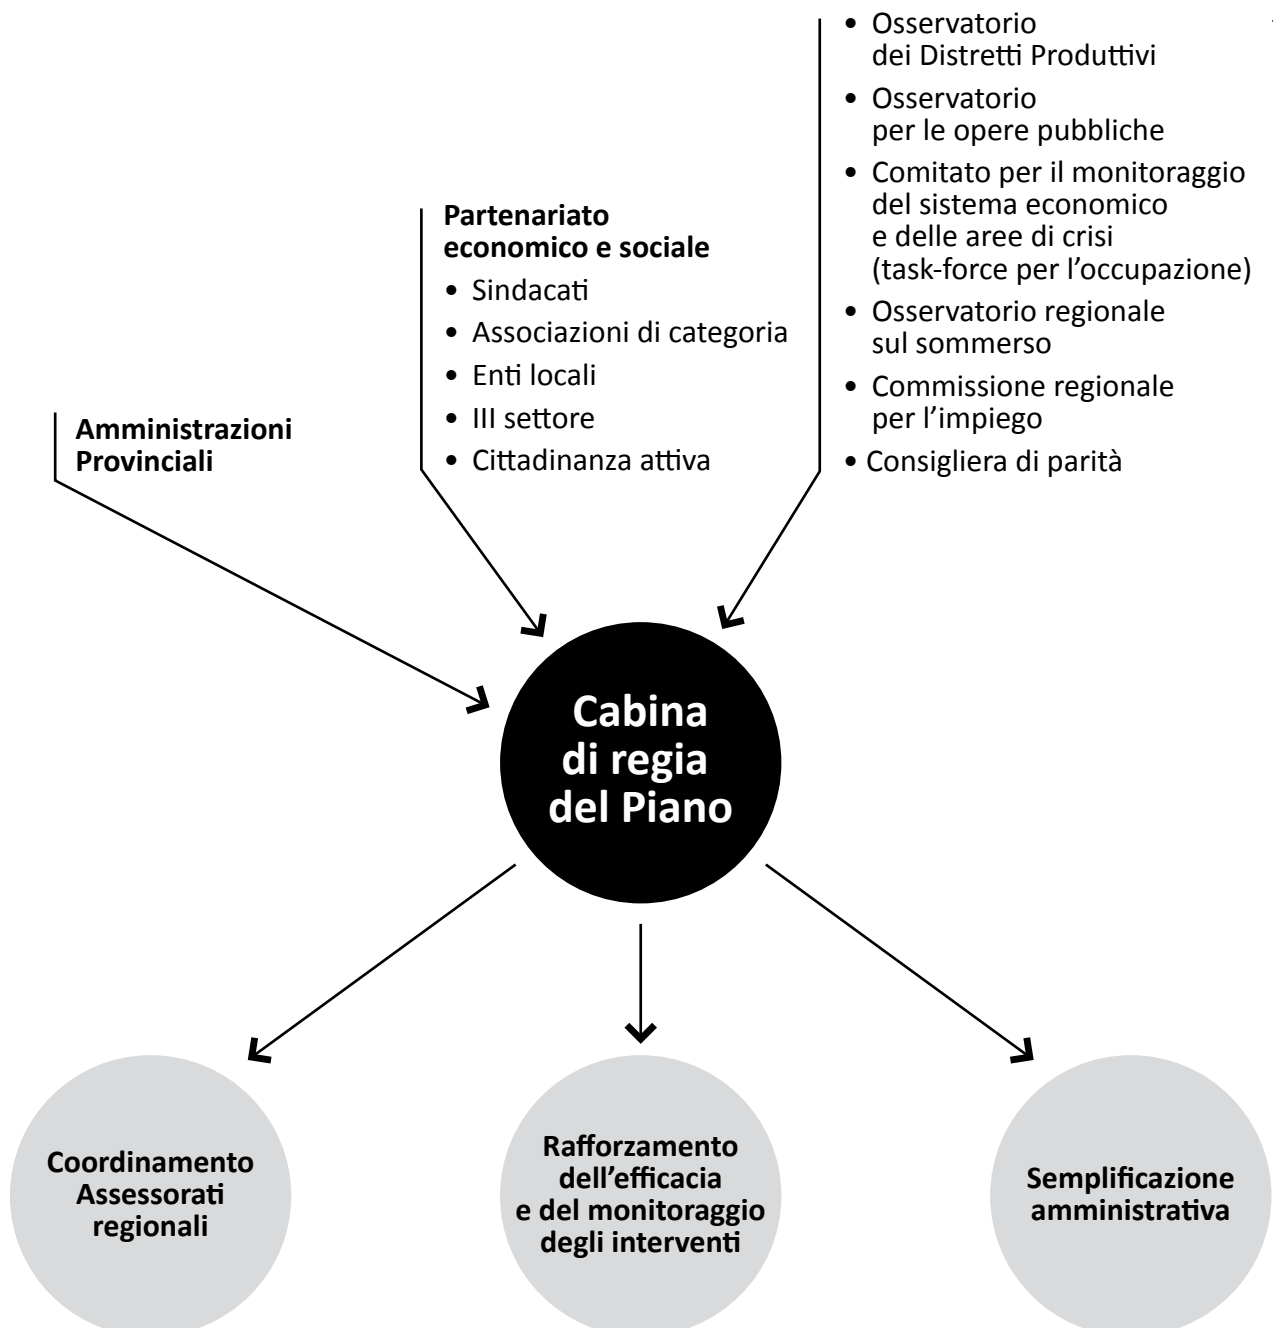 Amministrazioni
Provinciali
Partenariato
economico e sociale
• Sindacati
• Associazioni di categoria
• Enti locali
• III settore
• Cittadinanza attiva
• Osservatorio
dei Distretti Produttivi
• Osservatorio
per le opere pubbliche
• Comitato per il monitoraggio
del sistema economico
e delle aree di crisi
(task-force per l’occupazione)
• Osservatorio regionale
sul sommerso
• Commissione regionale
per l’impiego
• Consigliera di parità
Cabina
di regia
del Piano
Coordinamento
Assessorati
regionali
Rafforzamento
dell’efficacia
e del monitoraggio
degli interventi
Semplificazione
amministrativa